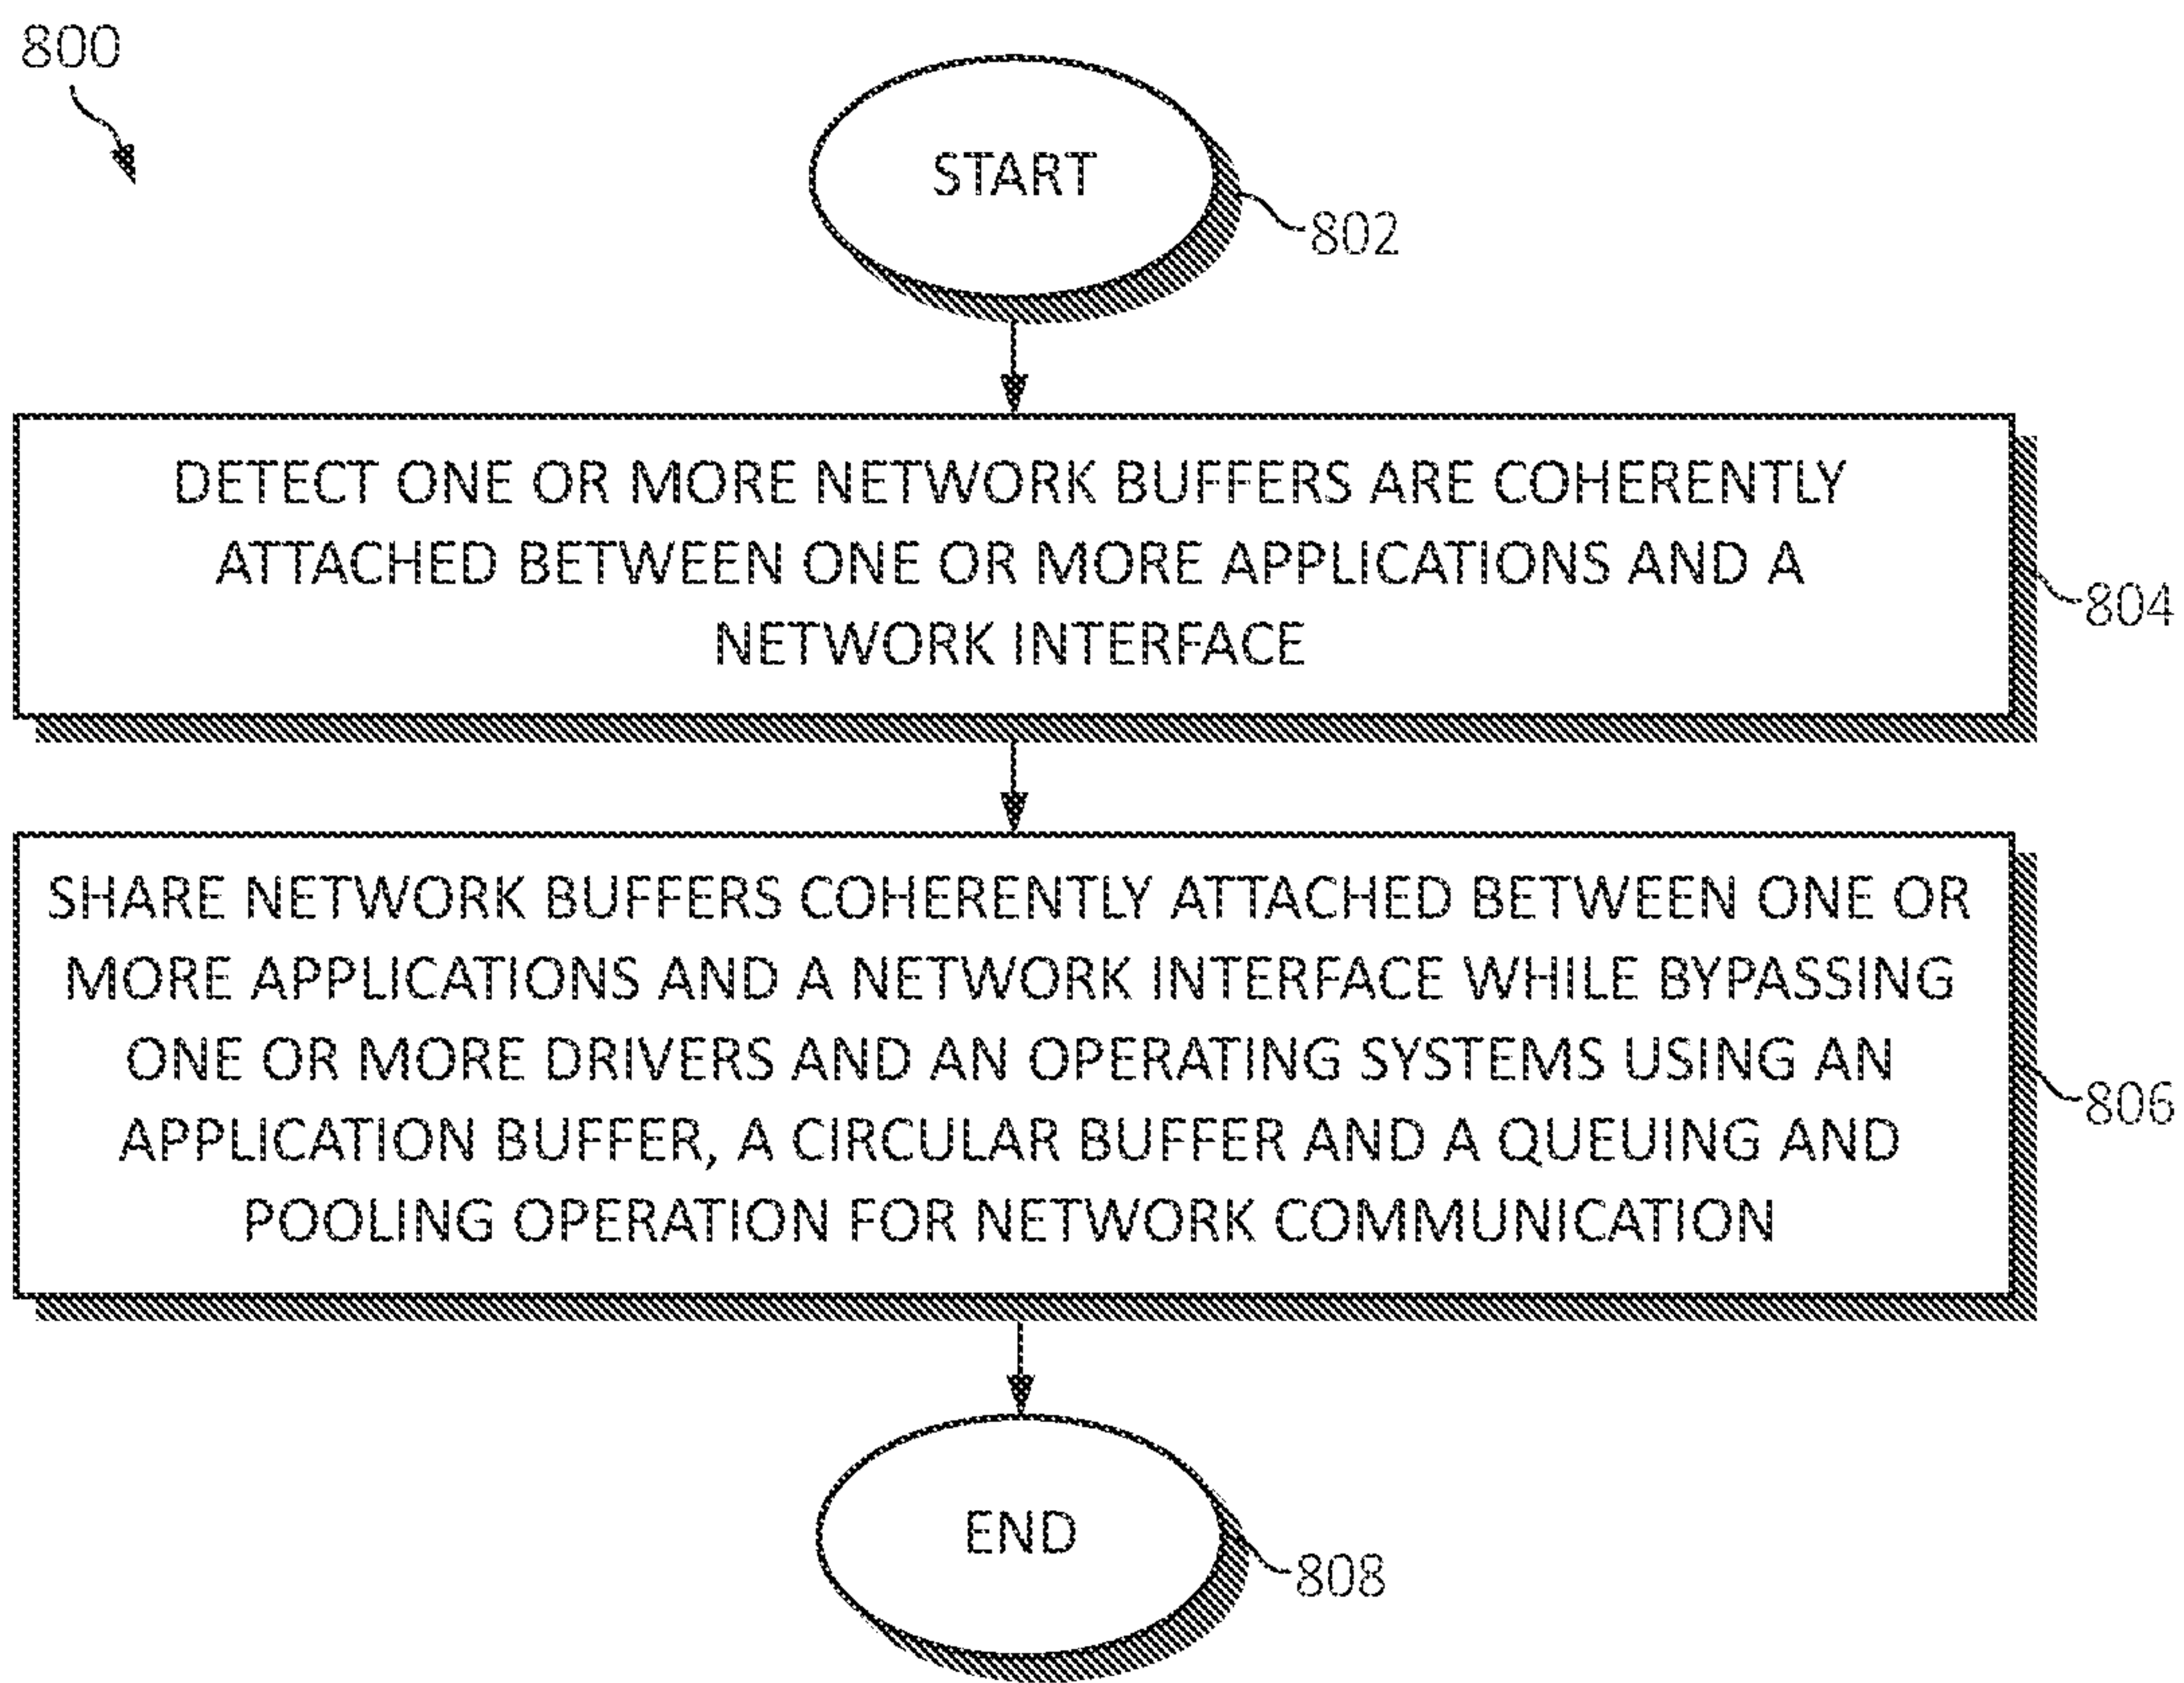 800
START
802
DETECT ONE OR MORE NETWORK BUFFERS ARE COHERENTLY
ATTACHED BETWEEN ONE OR MORE APPLICATIONS AND A
NETWORK INTERFACE
804
SHARE NETWORK BUFFERS COHERENTLY ATTACHED BETWEEN ONE OR
MORE APPLICATIONS AND A NETWORK INTERFACE WHILE BYPASSING
ONE OR MORE DRIVERS AND AN OPERATING SYSTEMS USING AN
APPLICATION BUFFER, A CIRCULAR BUFFER AND A QUEUING AND
POOLING OPERATION FOR NETWORK COMMUNICATION
806
END
808